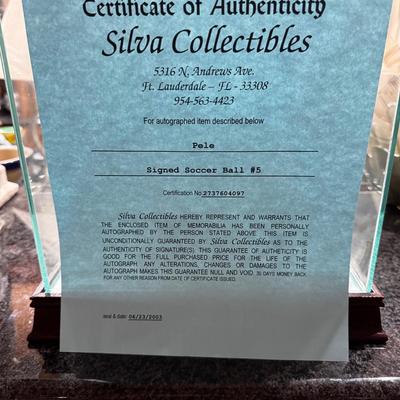 Certificate of Authenticity
Silva Collectibles
5316 N. Andrews Ave.
Ft. Lauderdale – FL - 33308
954-563-4423
For autographed item described below
Pele
Signed Soccer Ball #5
Certification No. 2737604097
Silva Collectibles HEREBY REPRESENT AND WARRANTS THAT
THE ENCLOSED ITEM OF MEMORABILIA HAS BEEN PERSONALLY
AUTOGRAPHED BY THE PERSON STATED ABOVE. THIS ITEM IS
UNCONDITIONALLY GUARANTEED BY Silva Collectibles AS TO THE
AUTHENTICITY OF SIGNATURE(S) THIS GUARANTEE OF AUTHETICITY IS
GOOD FOR THE FULL PURCHASED PRICE FOR THE LIFE OF THE
AUTOGRAPH ANY ALTERATIONS, CHANGES OR DAMAGES TO THE
AUTOGRAPH MAKES THIS GUARANTEE NULL AND VOID. 30 DAYS MONEY BACK
FOR ANY OTHER REASON FROM DATE OF CERTIFICATE ISSUED.
seal & date: 04/23/2003